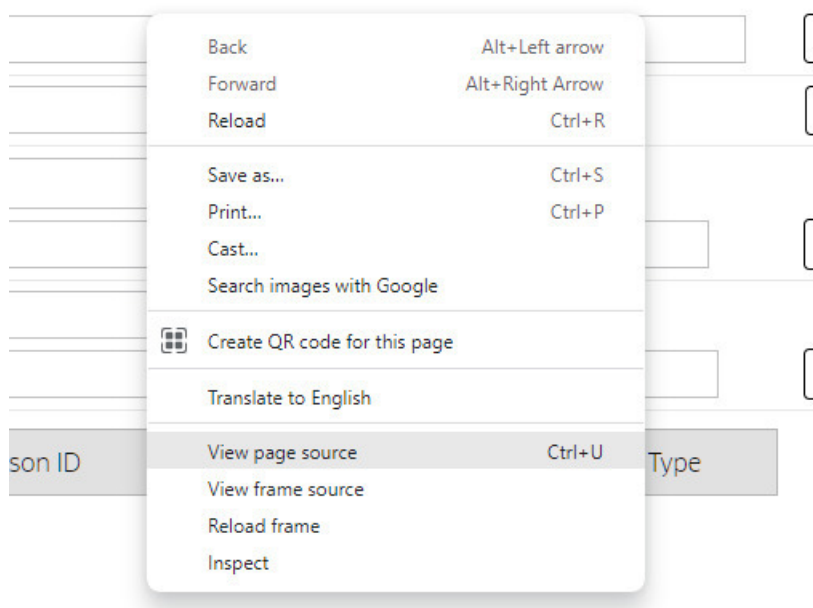 Back Alt+Left arrow
Forward Alt+Right Arrow
Reload Ctrl+R
Save as... Ctrl+S
Print... Ctrl+P
Cast...
Search images with Google
Create QR code for this page
Translate to English
View page source Ctrl+U
son ID Type
View frame source
Reload frame
Inspect